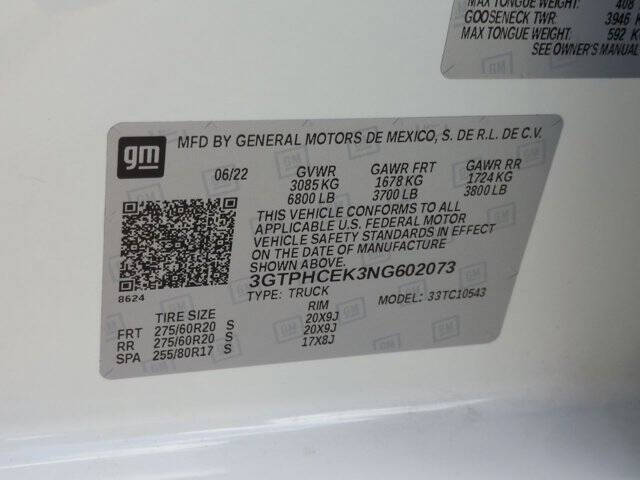 MAX TONGUE WEIGHT: 408
GOOSENECK TWR: 3946 K
MAX TONGUE WEIGHT: 592 K
SEE OWNER'S MANUAL
gm
MFD BY GENERAL MOTORS DE MEXICO, S. DE R.L. DE C.V.
06/22 GVWR GAWR FRT GAWR RR
3085 KG 1678 KG 1724 KG
6800 LB 3700 LB 3800 LB
THIS VEHICLE CONFORMS TO ALL
APPLICABLE U.S. FEDERAL MOTOR
VEHICLE SAFETY STANDARDS IN EFFECT
ON THE DATE OF MANUFACTURE SHOWN
ABOVE.
3GTPHCEK3NG602073
8624
TYPE: TRUCK MODEL: 33TC10543
TIRE SIZE RIM
FRT 275/60R20 S 20X9J
RR 275/60R20 S 20X9J
SPA 255/80R17 S 17X8J